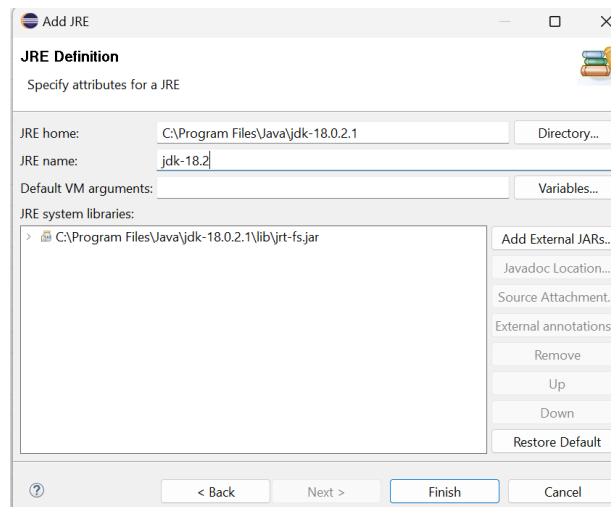 Add JRE
JRE Definition
Specify attributes for a JRE
JRE home: C:\Program Files\Java\jdk-18.0.2.1 Directory...
JRE name: jdk-18.2
Default VM arguments: Variables...
JRE system libraries:
C:\Program Files\Java\jdk-18.0.2.1\lib\jrt-fs.jar Add External JARs..
Javadoc Location...
Source Attachment.
External annotations
Remove
Up
Down
Restore Default
? < Back Next > Finish Cancel